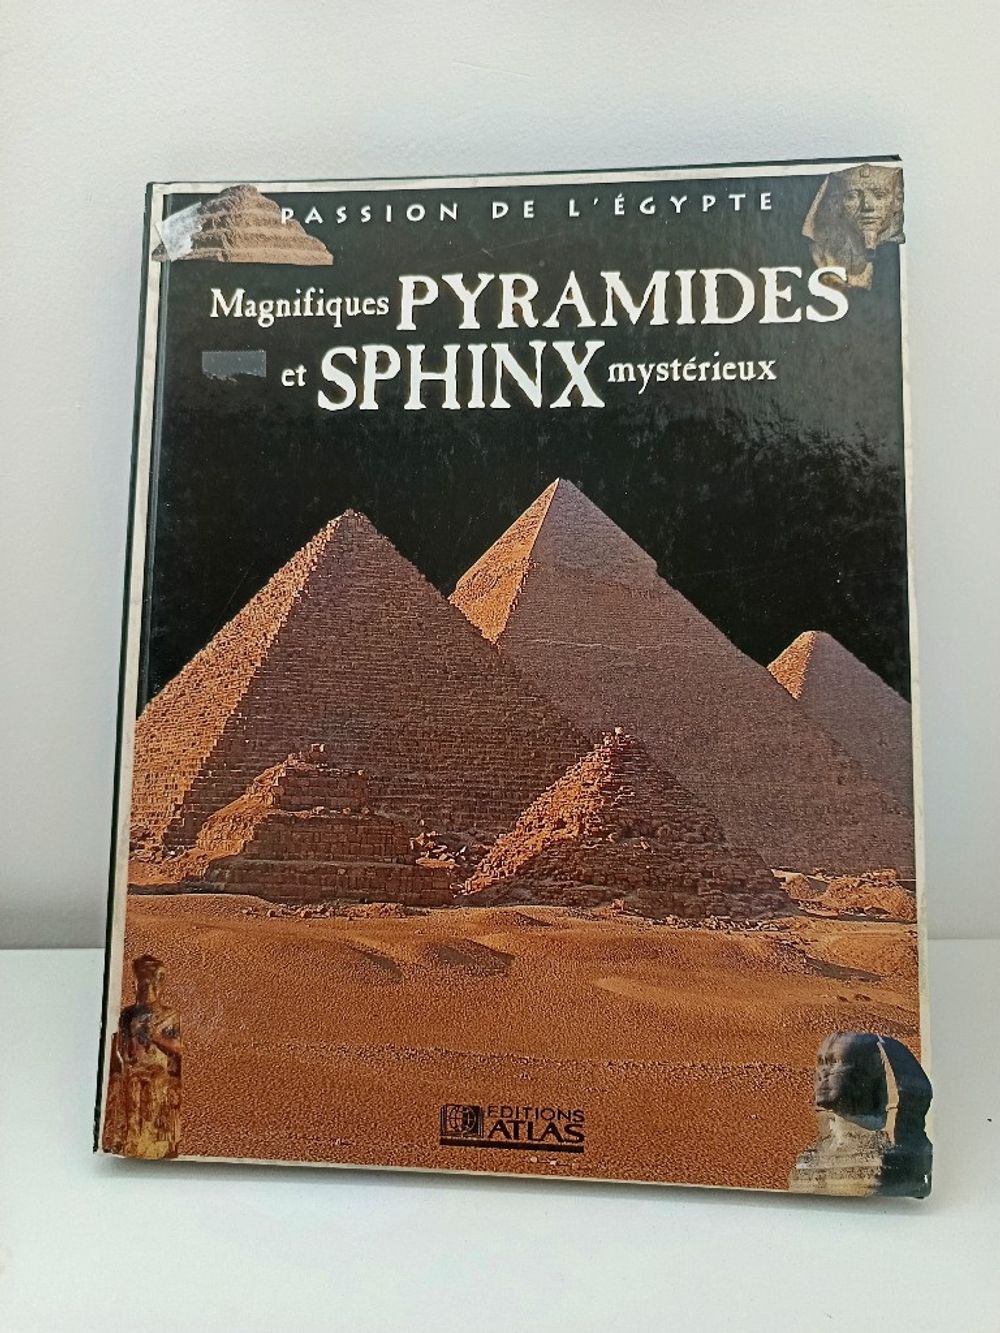 PASSION DE L'ÉGYPTE
Magnifiques PYRAMIDES
et SPHINX mystérieux
EDITIONS
ATLAS